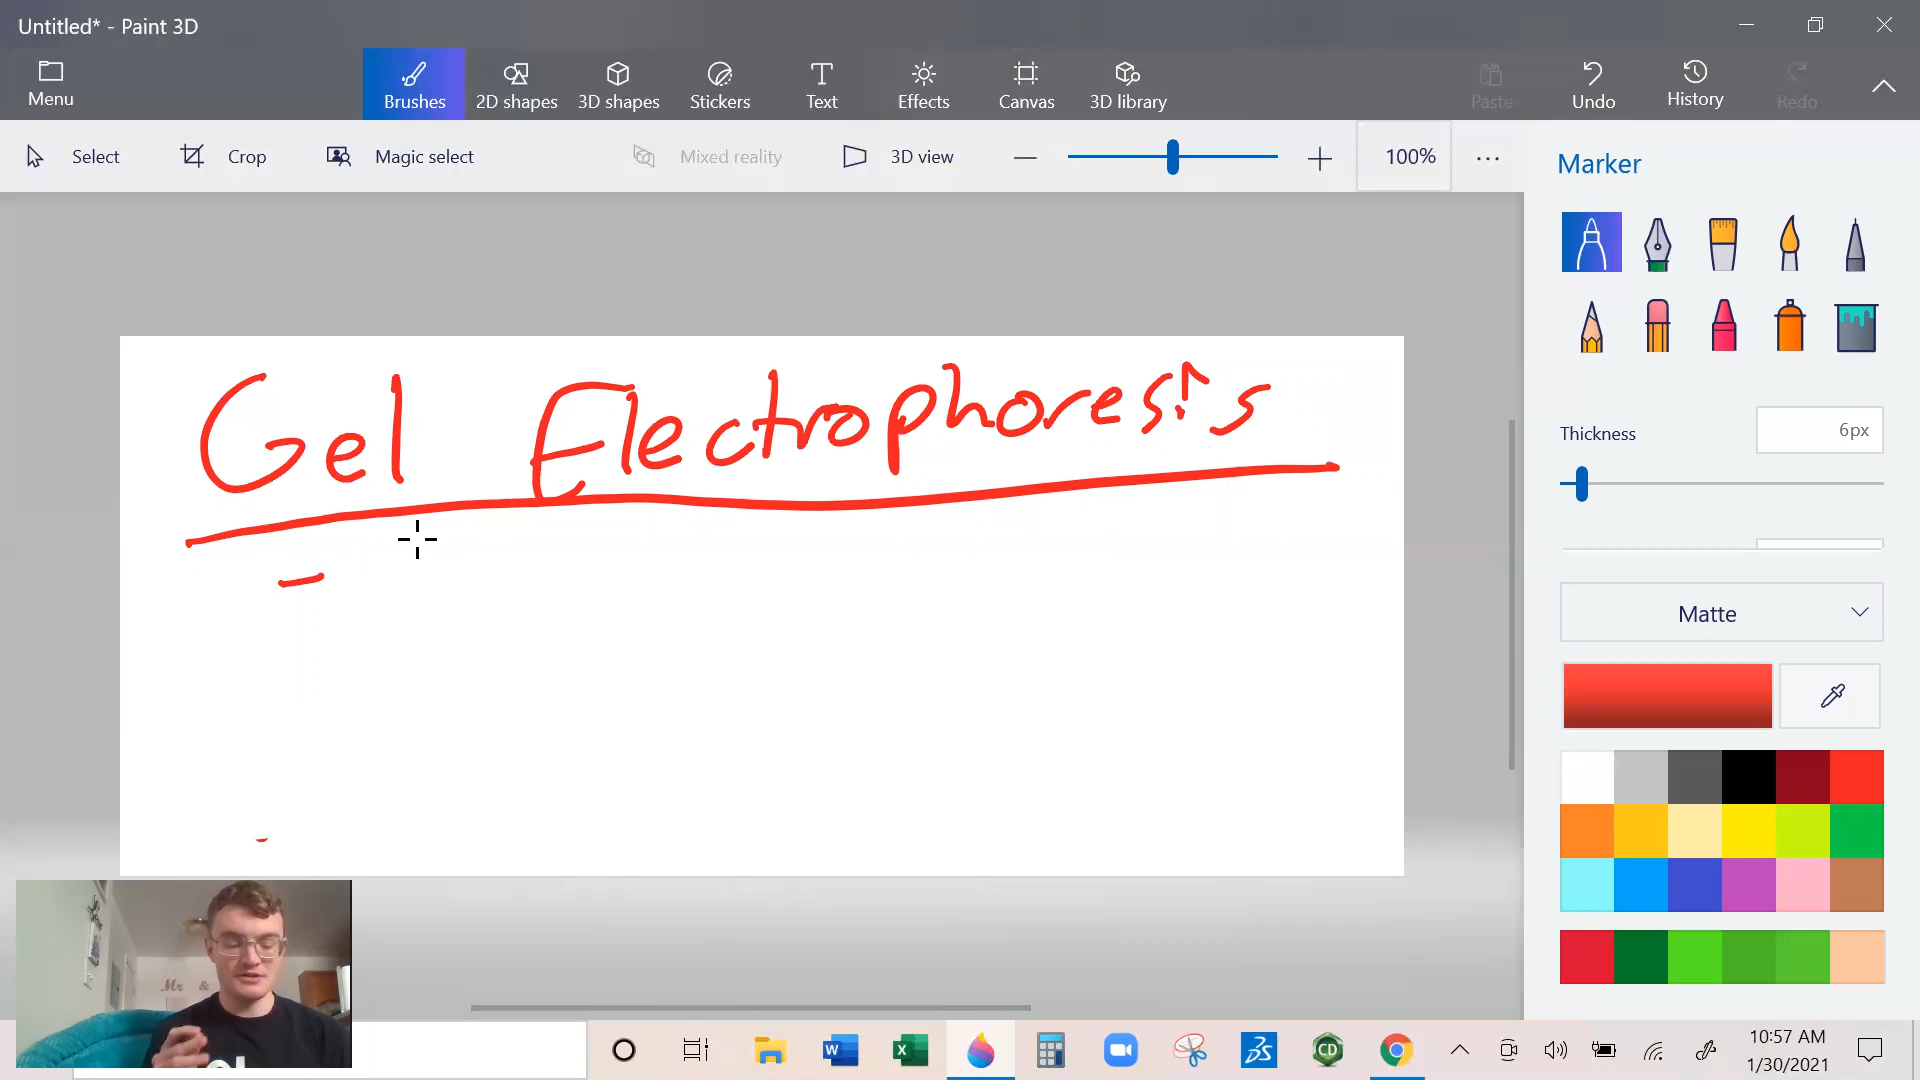 Untitled* - Paint 3D
Menu
Brushes
2D shapes
3D shapes
Stickers
Text
Effects
Canvas
3D library
Paste
Undo
History
Redo
Select
Crop
Magic select
Mixed reality
3D view
100%
Marker
Thickness
6px
Matte
Gel Electrophoresis
Mr &
W
X
CD
10:57 AM
1/30/2021